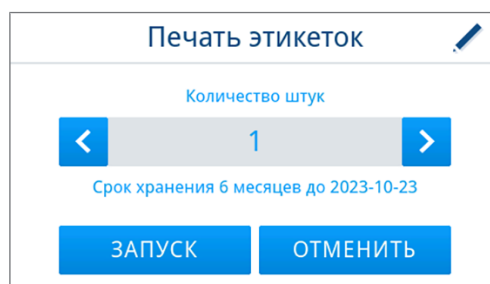 Печать этикеток
Количество штук
1
Срок хранения 6 месяцев до 2023-10-23
ЗАПУСК ОТМЕНИТЬ